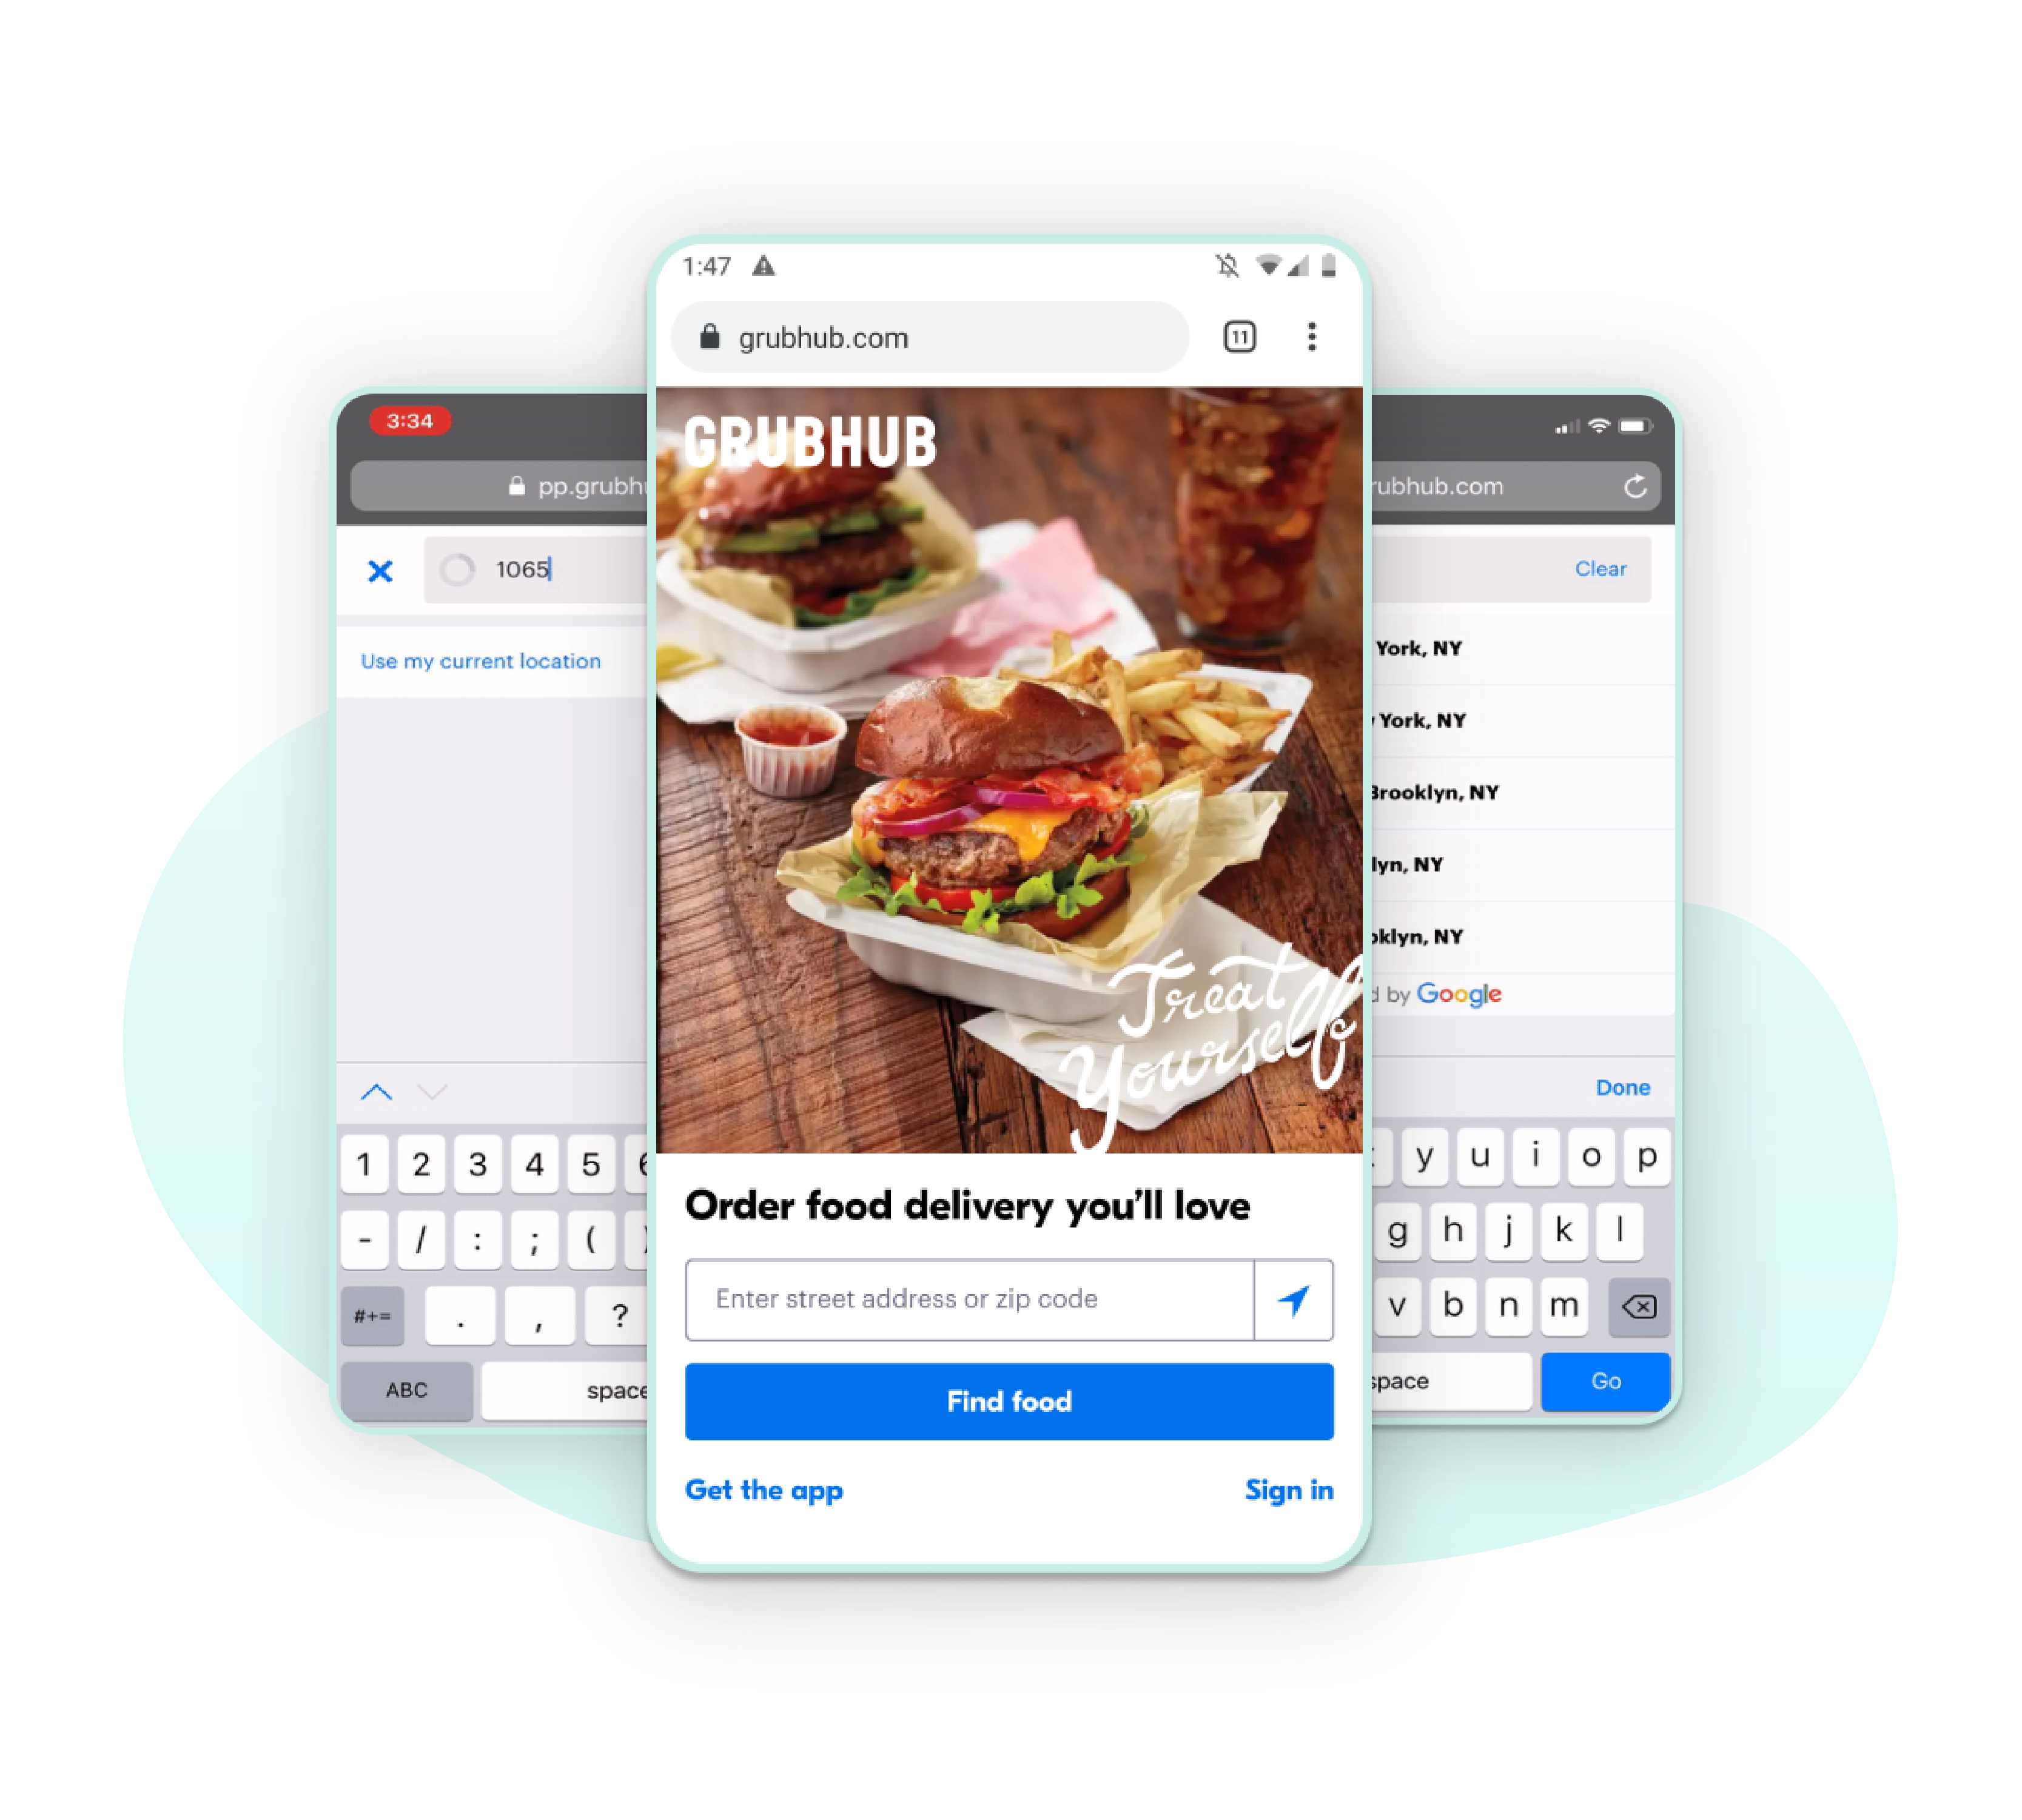 1:47
grubhub.com
11
GRUBHUB
Treat
Yourself
Order food delivery you'll love
Enter street address or zip code
Find food
Get the app
Sign in
3:34
pp.grubhu
1065
Use my current location
1 2 3 4 5 6
- / : ; ( )
#+= . , ?
ABC space
rubhub.com
Clear
York, NY
York, NY
Brooklyn, NY
lyn, NY
oklyn, NY
d by Google
Done
y u i o p
g h j k l
v b n m
space Go